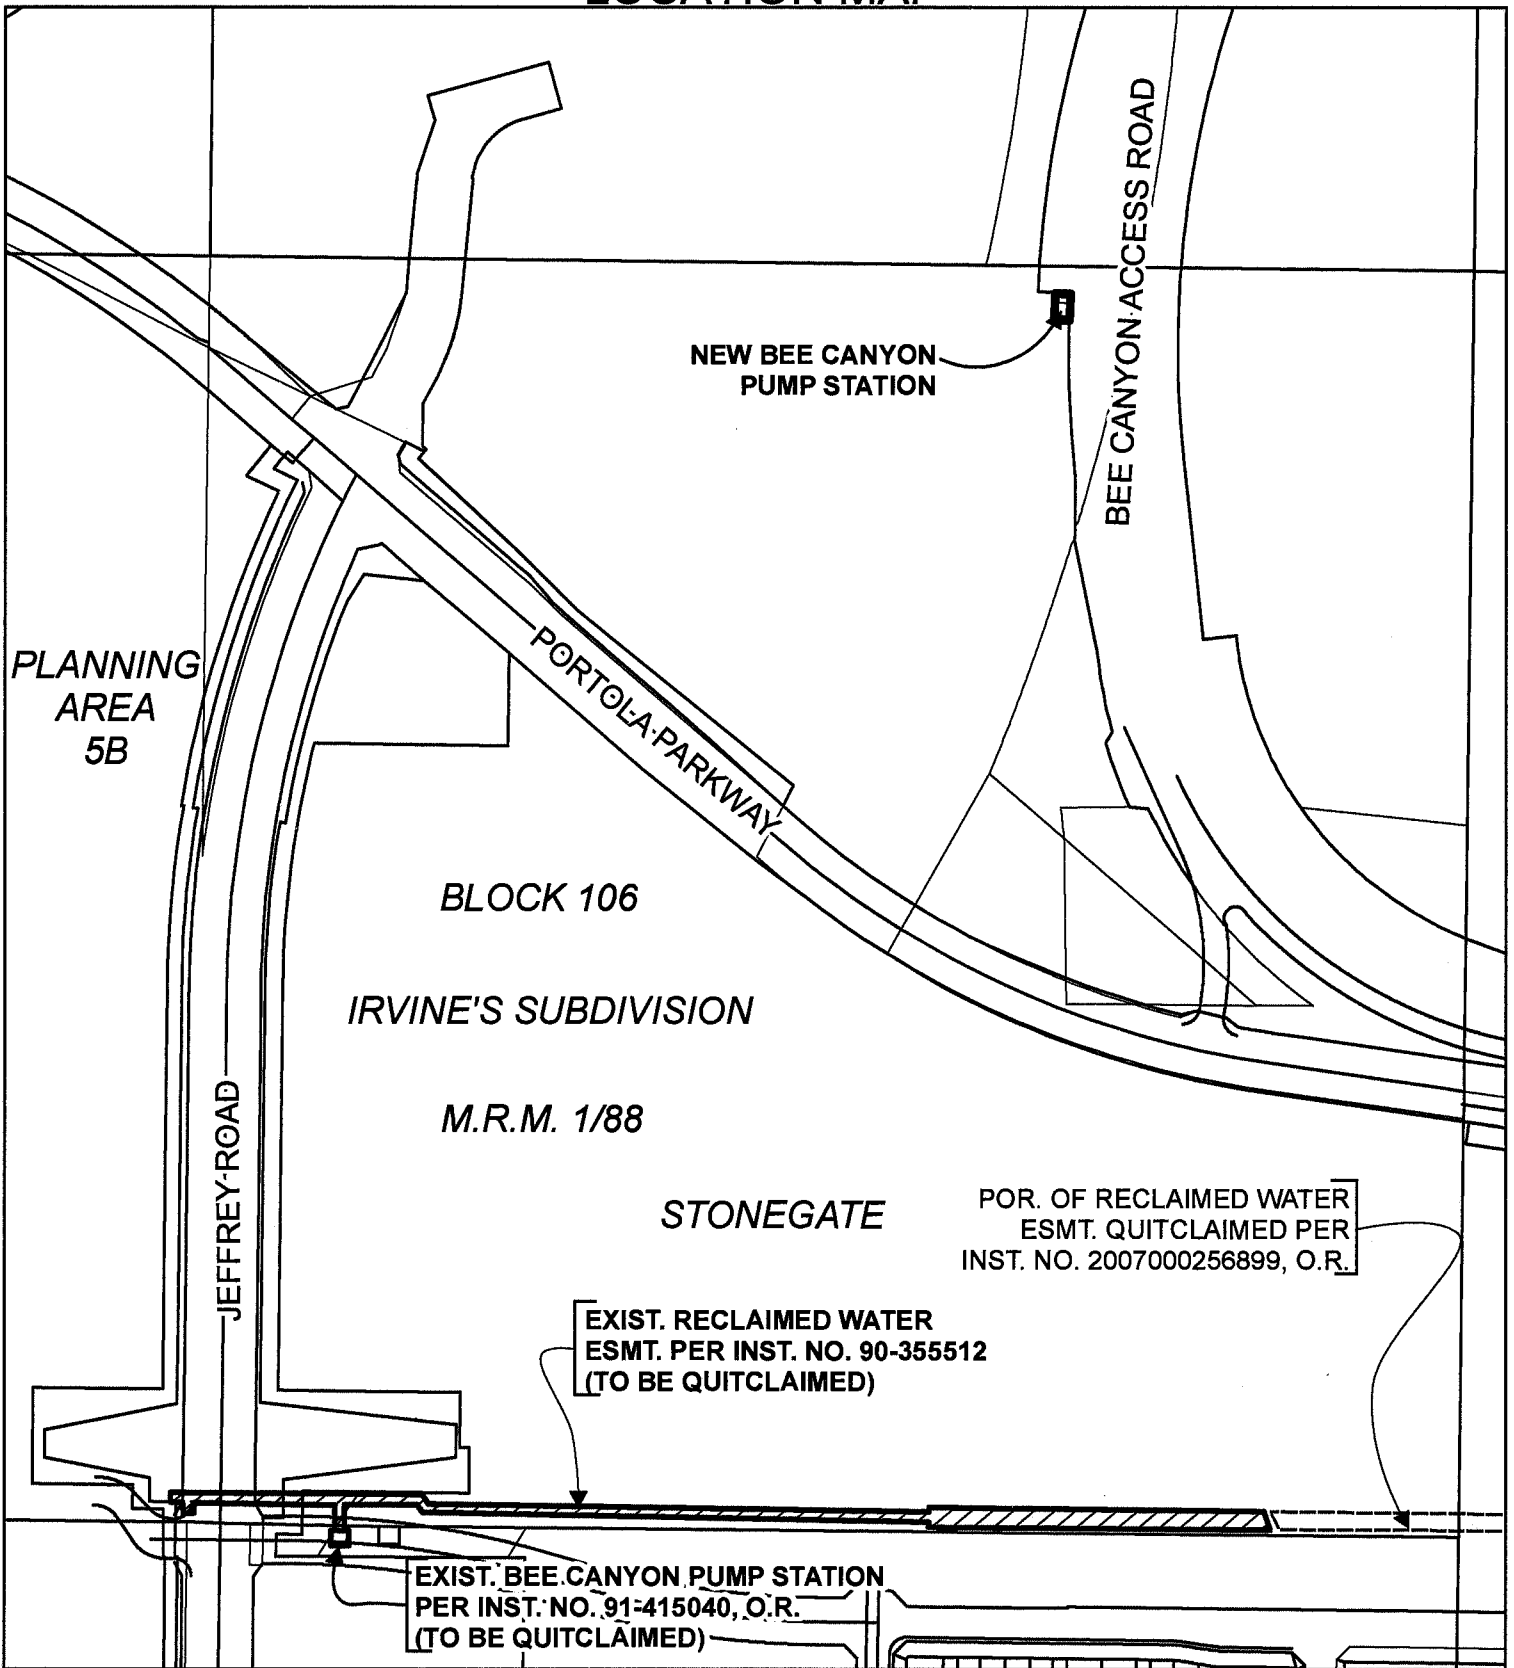 LOCATION MAP
BEE CANYON ACCESS ROAD
NEW BEE CANYON
PUMP STATION
PLANNING
AREA
5B
PORTOLA PARKWAY
BLOCK 106
IRVINE'S SUBDIVISION
M.R.M. 1/88
JEFFREY ROAD
STONEGATE
POR. OF RECLAIMED WATER
ESMT. QUITCLAIMED PER
INST. NO. 2007000256899, O.R.
EXIST. RECLAIMED WATER
ESMT. PER INST. NO. 90-355512
(TO BE QUITCLAIMED)
EXIST. BEE CANYON PUMP STATION
PER INST. NO. 91-415040, O.R.
(TO BE QUITCLAIMED)